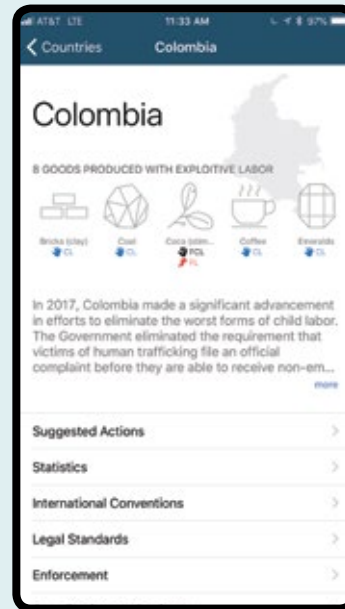 AT&T LTE 11:33 AM 97%
Countries Colombia
Colombia
8 GOODS PRODUCED WITH EXPLOITIVE LABOR
Bricks (clay) Coal Coca (stim... Coffee Emeralds
CL CL FCL CL CL
FL
In 2017, Colombia made a significant advancement
in efforts to eliminate the worst forms of child labor.
The Government eliminated the requirement that
victims of human trafficking file an official
complaint before they are able to receive non-em...
more
Suggested Actions
Statistics
International Conventions
Legal Standards
Enforcement